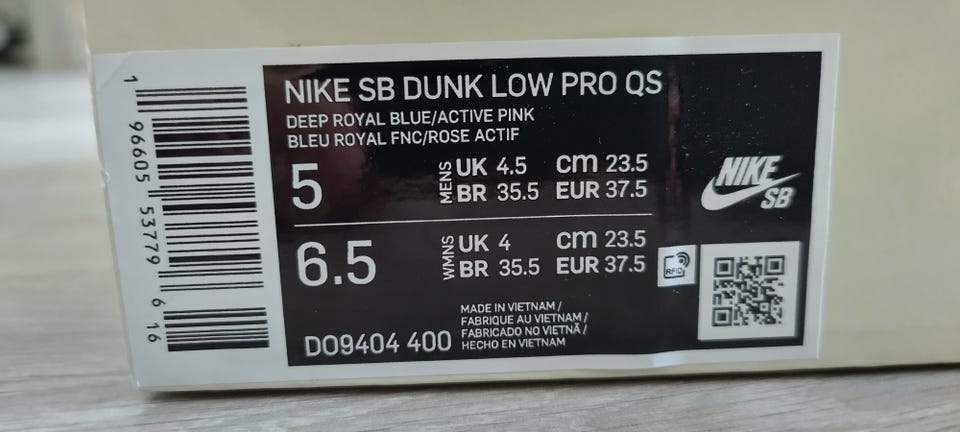 NIKE SB DUNK LOW PRO QS
DEEP ROYAL BLUE/ACTIVE PINK
BLEU ROYAL FNC/ROSE ACTIF
5
MENS
UK 4.5 cm 23.5
BR 35.5 EUR 37.5
6.5
WMNS
UK 4 cm 23.5
BR 35.5 EUR 37.5
DO9404 400
MADE IN VIETNAM /
FABRIQUE AU VIETNAM /
FABRICADO NO VIETNÃ /
HECHO EN VIETNAM
NIKE
SB
RFID
1 96605 53779 6 16